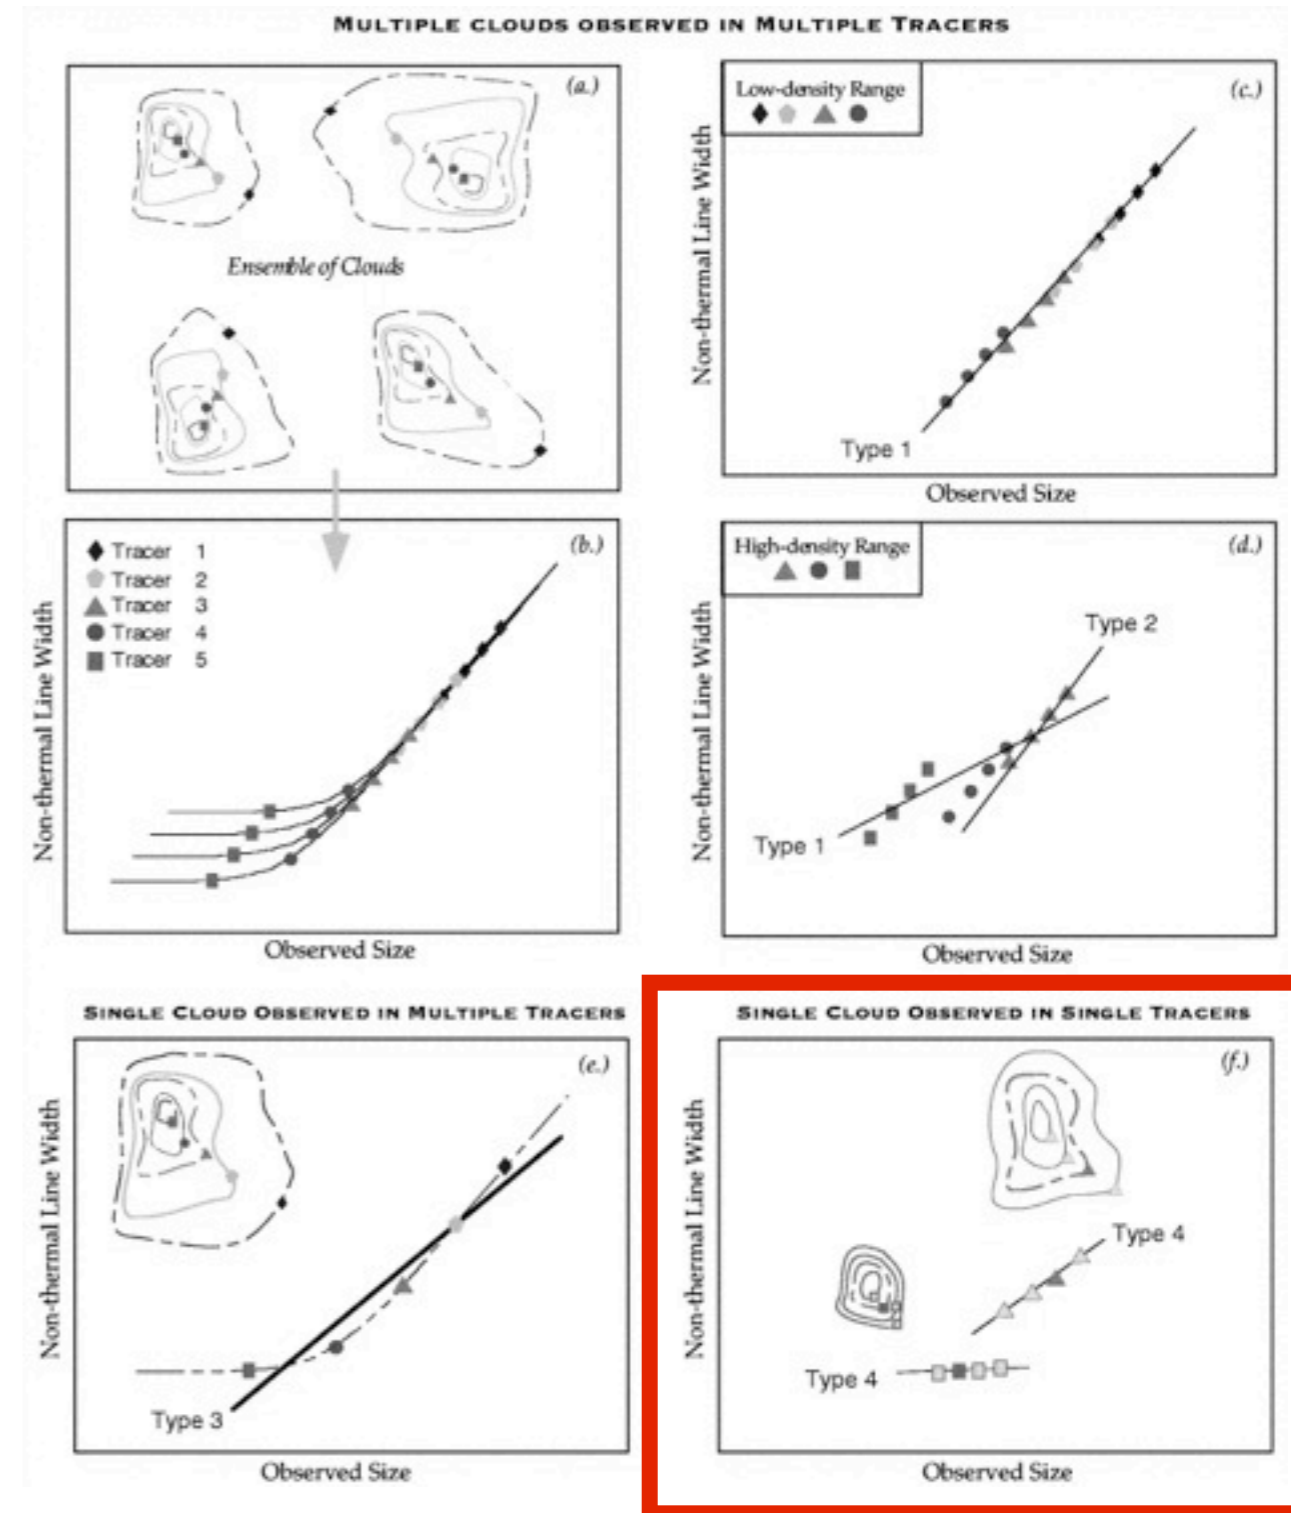 MULTIPLE CLOUDS OBSERVED IN MULTIPLE TRACERS
(a.)
Ensemble of Clouds
(b.)
Tracer 1
Tracer 2
Tracer 3
Tracer 4
Tracer 5
Non-thermal Line Width
Observed Size
Low-density Range
(c.)
Non-thermal Line Width
Type 1
Observed Size
High-density Range
(d.)
Non-thermal Line Width
Type 2
Type 1
Observed Size
SINGLE CLOUD OBSERVED IN MULTIPLE TRACERS
(e.)
Non-thermal Line Width
Type 3
Observed Size
SINGLE CLOUD OBSERVED IN SINGLE TRACERS
(f.)
Non-thermal Line Width
Type 4
Type 4
Observed Size